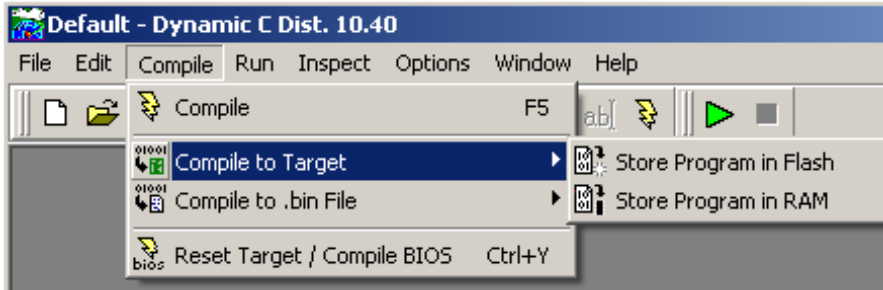 Default - Dynamic C Dist. 10.40
File Edit Compile Run Inspect Options Window Help
Compile F5
Compile to Target
Store Program in Flash
Compile to .bin File
Store Program in RAM
Reset Target / Compile BIOS Ctrl+Y